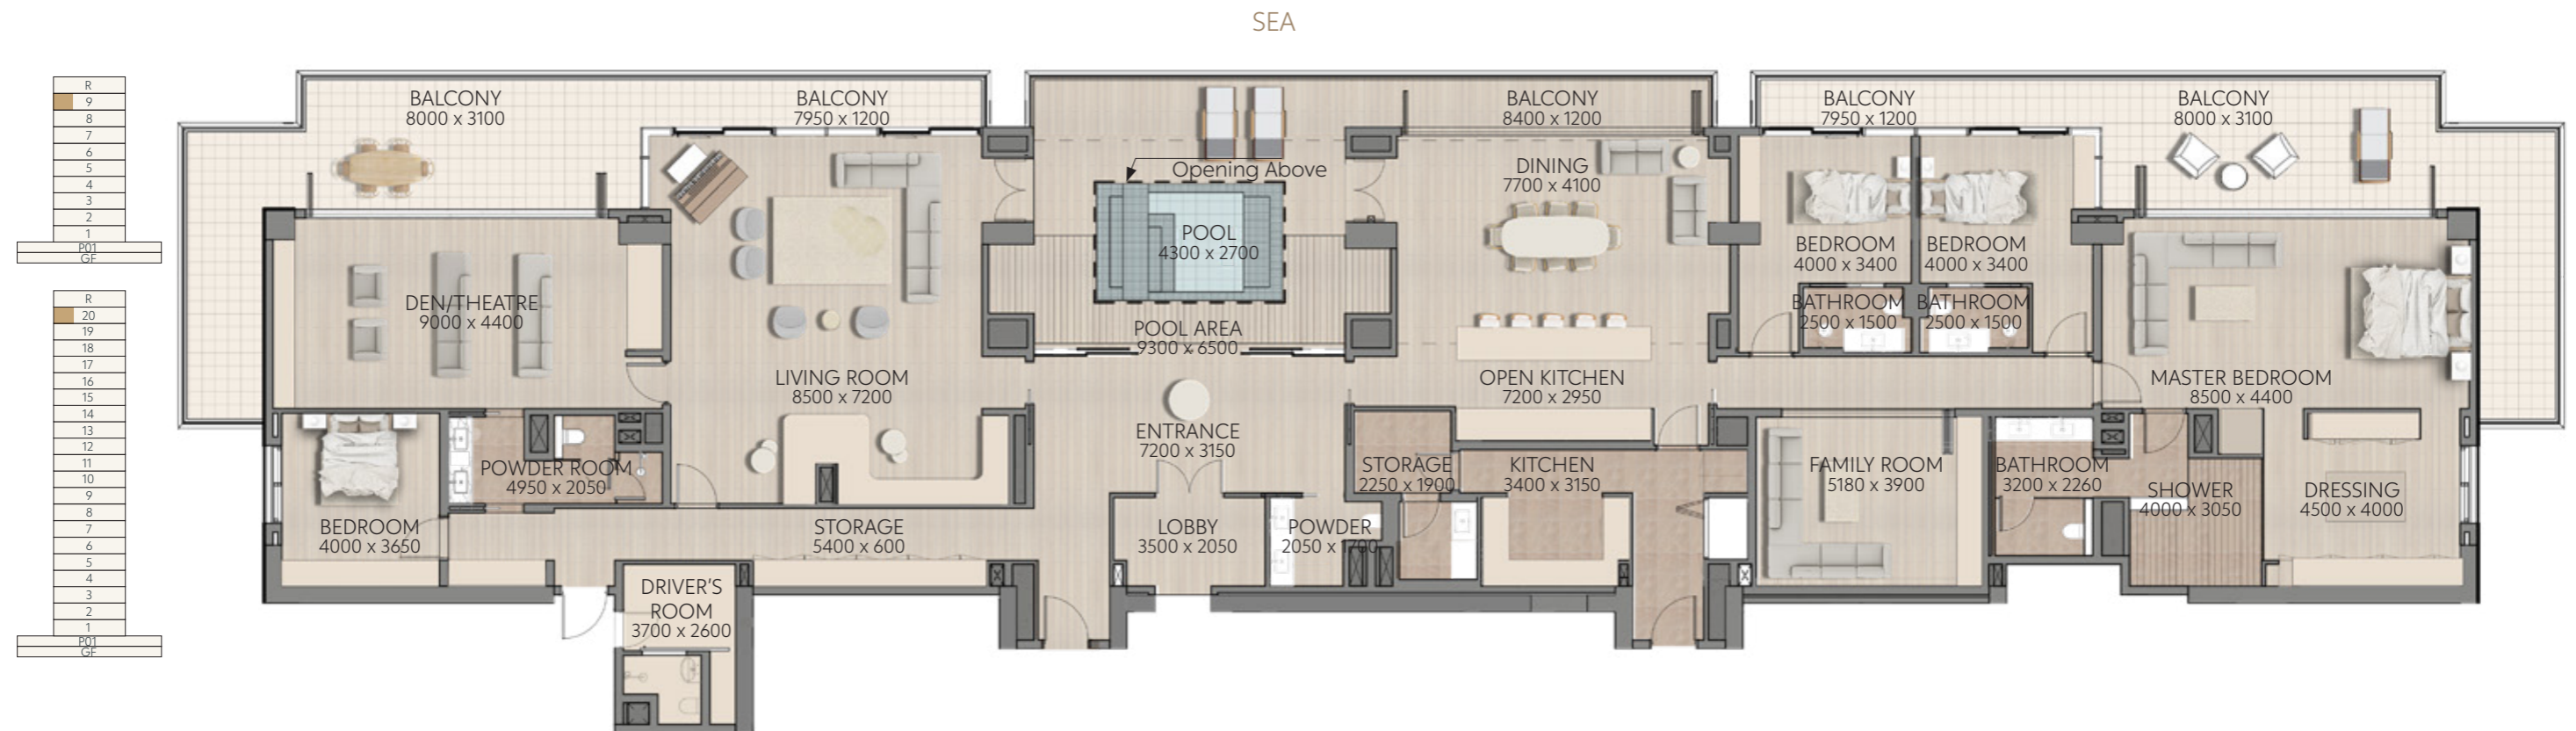 SEA
R
9
8
7
6
5
4
3
2
1
P01
GF
R
20
19
18
17
16
15
14
13
12
11
10
9
8
7
6
5
4
3
2
1
P01
GF
BALCONY
8000 x 3100
BALCONY
7950 x 1200
BALCONY
8400 x 1200
BALCONY
7950 x 1200
BALCONY
8000 x 3100
Opening Above
DINING
7700 x 4100
POOL
4300 x 2700
BEDROOM
4000 x 3400
BEDROOM
4000 x 3400
DEN/THEATRE
9000 x 4400
BATHROOM
2500 x 1500
BATHROOM
2500 x 1500
POOL AREA
9300 x 6500
LIVING ROOM
8500 x 7200
OPEN KITCHEN
7200 x 2950
MASTER BEDROOM
8500 x 4400
ENTRANCE
7200 x 3150
POWDER ROOM
4950 x 2050
STORAGE
2250 x 1900
KITCHEN
3400 x 3150
FAMILY ROOM
5180 x 3900
BATHROOM
3200 x 2260
SHOWER
4000 x 3050
DRESSING
4500 x 4000
BEDROOM
4000 x 3650
STORAGE
5400 x 600
LOBBY
3500 x 2050
POWDER
2050 x 1700
DRIVER'S
ROOM
3700 x 2600